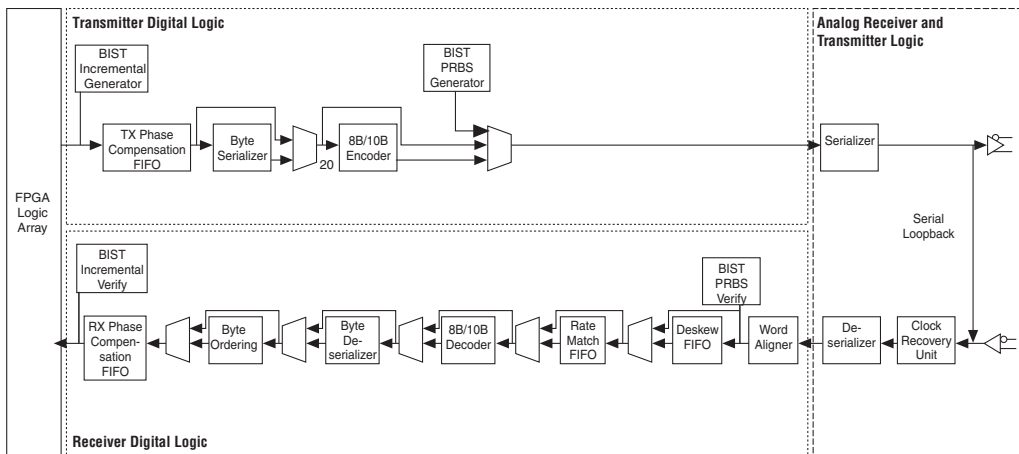 Transmitter Digital Logic
Analog Receiver and
Transmitter Logic
BIST
Incremental
Generator
BIST
PRBS
Generator
TX Phase
Compensation
FIFO
Byte
Serializer
20
8B/10B
Encoder
Serializer
FPGA
Logic
Array
Serial
Loopback
BIST
Incremental
Verify
BIST
PRBS
Verify
RX Phase
Compen-
sation
FIFO
Byte
Ordering
Byte
De-
serializer
8B/10B
Decoder
Rate
Match
FIFO
Deskew
FIFO
Word
Aligner
De-
serializer
Clock
Recovery
Unit
Receiver Digital Logic